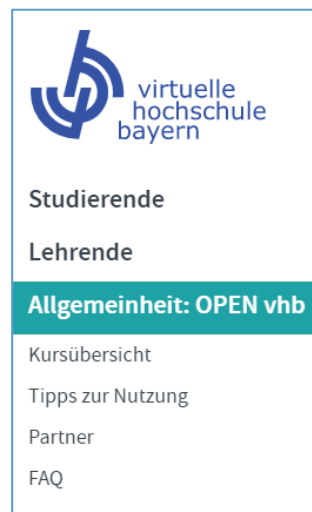 virtuelle
hochschule
bayern
Studierende
Lehrende
Allgemeinheit: OPEN vhb
Kursübersicht
Tipps zur Nutzung
Partner
FAQ